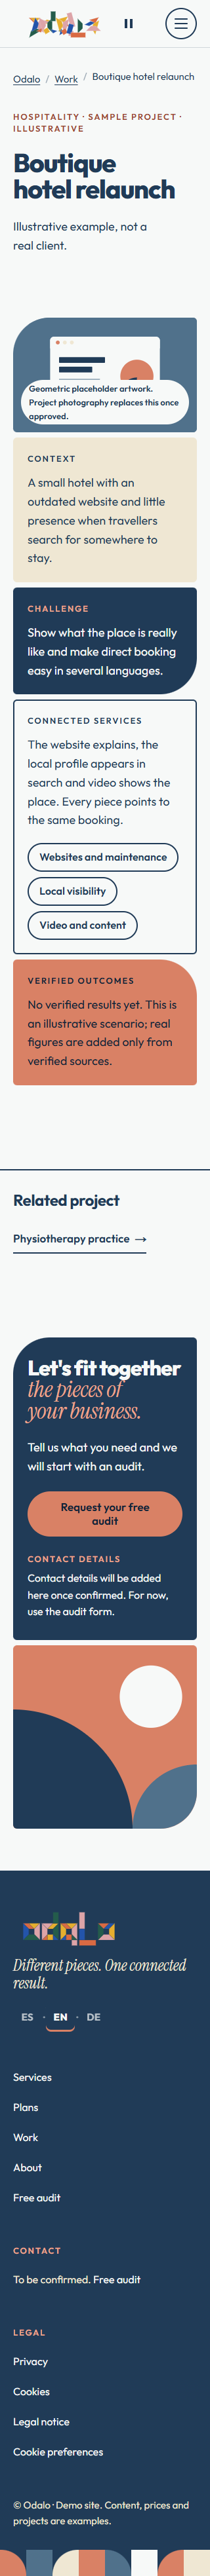 odalo
Odalo / Work / Boutique hotel relaunch
HOSPITALITY · SAMPLE PROJECT ·
ILLUSTRATIVE
Boutique
hotel relaunch
Illustrative example, not a
real client.
Geometric placeholder artwork.
Project photography replaces this once
approved.
CONTEXT
A small hotel with an
outdated website and little
presence when travellers
search for somewhere to
stay.
CHALLENGE
Show what the place is really
like and make direct booking
easy in several languages.
CONNECTED SERVICES
The website explains, the
local profile appears in
search and video shows the
place. Every piece points to
the same booking.
Websites and maintenance
Local visibility
Video and content
VERIFIED OUTCOMES
No verified results yet. This is
an illustrative scenario; real
figures are added only from
verified sources.
Related project
Physiotherapy practice →
Let's fit together
the pieces of
your business.
Tell us what you need and we
will start with an audit.
Request your free
audit
CONTACT DETAILS
Contact details will be added
here once confirmed. For now,
use the audit form.
odalo
Different pieces. One connected
result.
ES · EN · DE
Services
Plans
Work
About
Free audit
CONTACT
To be confirmed. Free audit
LEGAL
Privacy
Cookies
Legal notice
Cookie preferences
© Odalo · Demo site. Content, prices and
projects are examples.